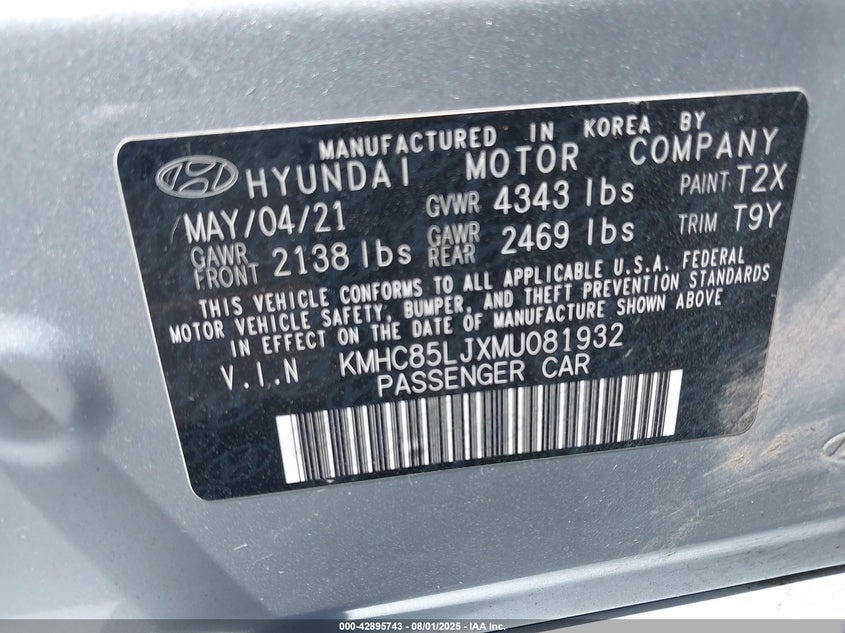 MANUFACTURED IN KOREA BY
HYUNDAI MOTOR COMPANY
MAY/04/21 GVWR 4343 lbs PAINT T2X
GAWR FRONT 2138 lbs GAWR REAR 2469 lbs TRIM T9Y
THIS VEHICLE CONFORMS TO ALL APPLICABLE U.S.A. FEDERAL
MOTOR VEHICLE SAFETY, BUMPER, AND THEFT PREVENTION STANDARDS
IN EFFECT ON THE DATE OF MANUFACTURE SHOWN ABOVE
V.I.N KMHC85LJXMU081932
PASSENGER CAR
000-42895743 - 08/01/2025 - IAA Inc.